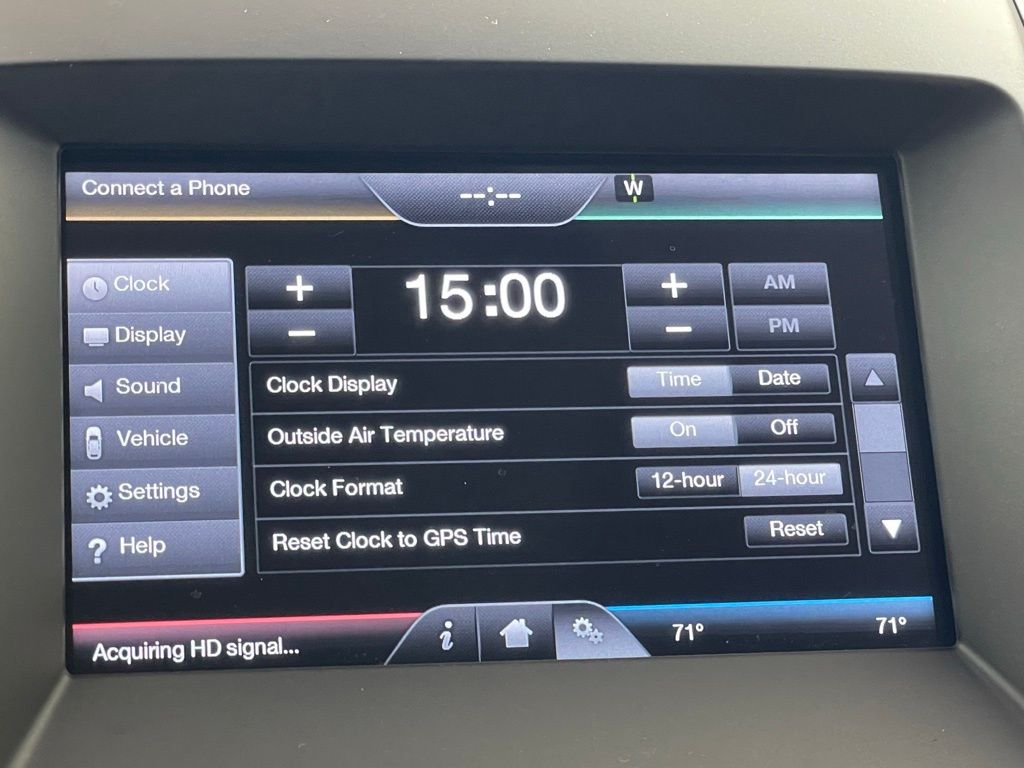 Connect a Phone
--:--
W
Clock
Display
Sound
Vehicle
Settings
Help
+
15:00
+
AM
−
−
PM
Clock Display Time Date
Outside Air Temperature On Off
Clock Format 12-hour 24-hour
Reset Clock to GPS Time Reset
Acquiring HD signal...
i
71°
71°